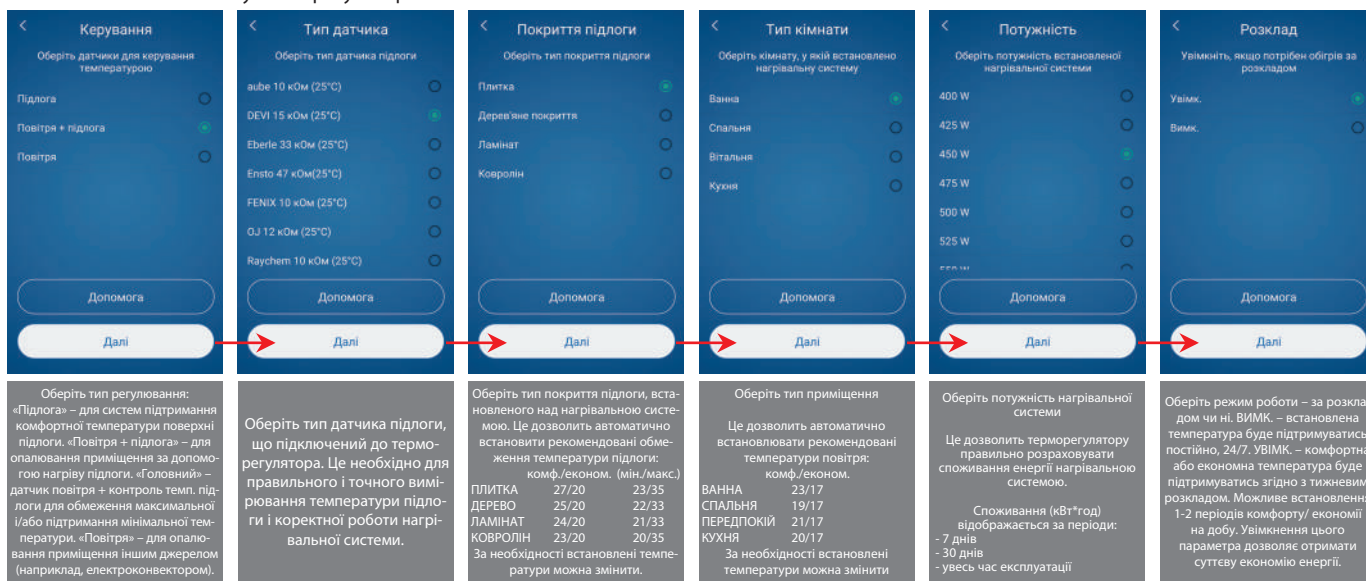 Керування
Оберіть датчики для керування
температурою
Підлога
Повітря + підлога
Повітря
Допомога
Далі
Тип датчика
Оберіть тип датчика підлоги
aube 10 кОм (25°C)
DEVI 15 кОм (25°C)
Eberle 33 кОм (25°C)
Ensto 47 кОм(25°C)
FENIX 10 кОм (25°C)
OJ 12 кОм (25°C)
Raychem 10 кОм (25°C)
Допомога
Далі
Покриття підлоги
Оберіть тип покриття підлоги
Плитка
Дерев'яне покриття
Ламінат
Ковролін
Допомога
Далі
Тип кімнати
Оберіть кімнату, у якій встановлено
нагрівальну систему
Ванна
Спальня
Вітальня
Кухня
Допомога
Далі
Потужність
Оберіть потужність встановленої
нагрівальної системи
400 W
425 W
450 W
475 W
500 W
525 W
Допомога
Далі
Розклад
Увімкніть, якщо потрібен обігрів за
розкладом
Увімк.
Вимк.
Допомога
Далі
Оберіть тип регулювання:
«Підлога» – для систем підтримання
комфортної температури поверхні
підлоги. «Повітря + підлога» – для
опалювання приміщення за допомо-
гою нагріву підлоги. «Головний» –
датчик повітря + контроль темп. під-
логи для обмеження максимальної
і/або підтримання мінімальної тем-
ператури. «Повітря» – для опалю-
вання приміщення іншим джерелом
(наприклад, електроконвектором).
Оберіть тип датчика підлоги,
що підключений до термо-
регулятора. Це необхідно для
правильного і точного вимі-
рювання температури підло-
ги і коректної роботи нагрі-
вальної системи.
Оберіть тип покриття підлоги, вста-
новленого над нагрівальною систе-
мою. Це дозволить автоматично
встановити рекомендовані обме-
ження температури підлоги:
комф./економ. (мін./макс.)
ПЛИТКА 27/20 23/35
ДЕРЕВО 25/20 22/33
ЛАМІНАТ 24/20 21/33
КОВРОЛІН 23/20 20/35
За необхідності встановлені темпе-
ратури можна змінити.
Оберіть тип приміщення
Це дозволить автоматично
встановлювати рекомендовані
температури повітря:
комф./економ.
ВАННА 23/17
СПАЛЬНЯ 19/17
ПЕРЕДПОКІЙ 21/17
КУХНЯ 20/17
За необхідності встановлені
температури можна змінити
Оберіть потужність нагрівальної
системи
Це дозволить терморегулятору
правильно розраховувати
споживання енергії нагрівальною
системою.
Споживання (кВт*год)
відображається за періоди:
- 7 днів
- 30 днів
- увесь час експлуатації
Оберіть режим роботи – за розкла
дом чи ні. ВИМК. – встановлена
температура буде підтримуватись
постійно, 24/7. УВІМК. – комфортна
або економна температура буде
підтримуватись згідно з тижневим
розкладом. Можливе встановлення
1-2 періодів комфорту/ економії
на добу. Увімкнення цього
параметра дозволяє отримати
суттєву економію енергії.